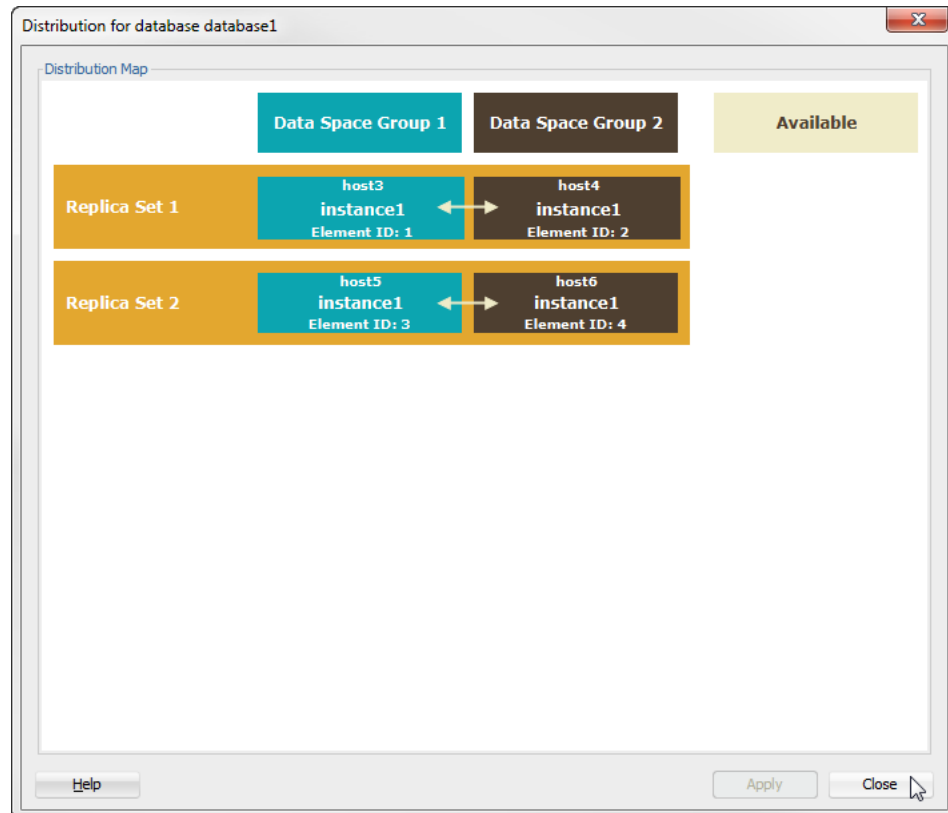 Distribution for database database1
Distribution Map
Data Space Group 1
Data Space Group 2
Available
Replica Set 1
host3
instance1
Element ID: 1
host4
instance1
Element ID: 2
Replica Set 2
host5
instance1
Element ID: 3
host6
instance1
Element ID: 4
Help
Apply
Close